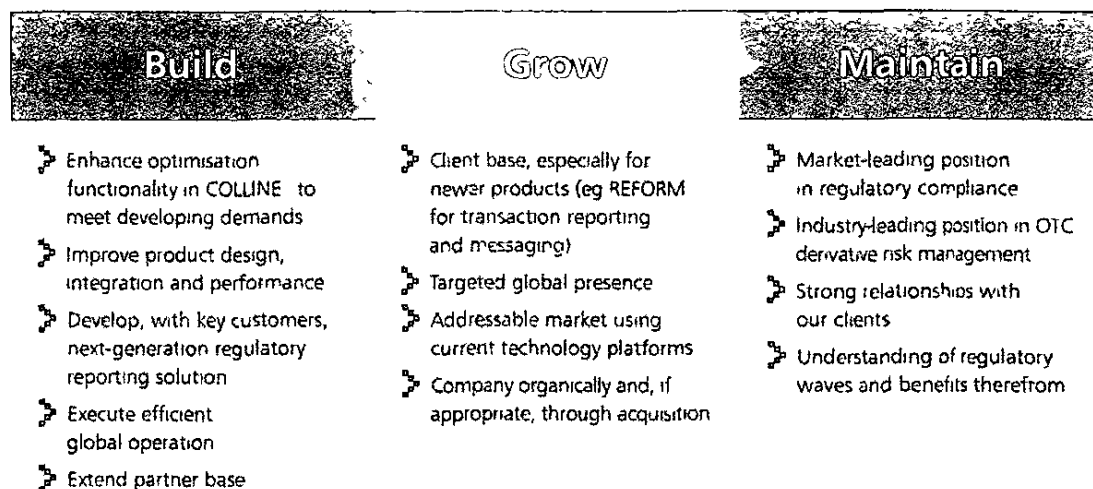 Build
Enhance optimisation
functionality in COLLINE to
meet developing demands
Improve product design,
integration and performance
Develop, with key customers,
next-generation regulatory
reporting solution
Execute efficient
global operation
Extend partner base
Grow
Client base, especially for
newer products (eg REFORM
for transaction reporting
and messaging)
Targeted global presence
Addressable market using
current technology platforms
Company organically and, if
appropriate, through acquisition
Maintain
Market-leading position
in regulatory compliance
Industry-leading position in OTC
derivative risk management
Strong relationships with
our clients
Understanding of regulatory
waves and benefits therefrom